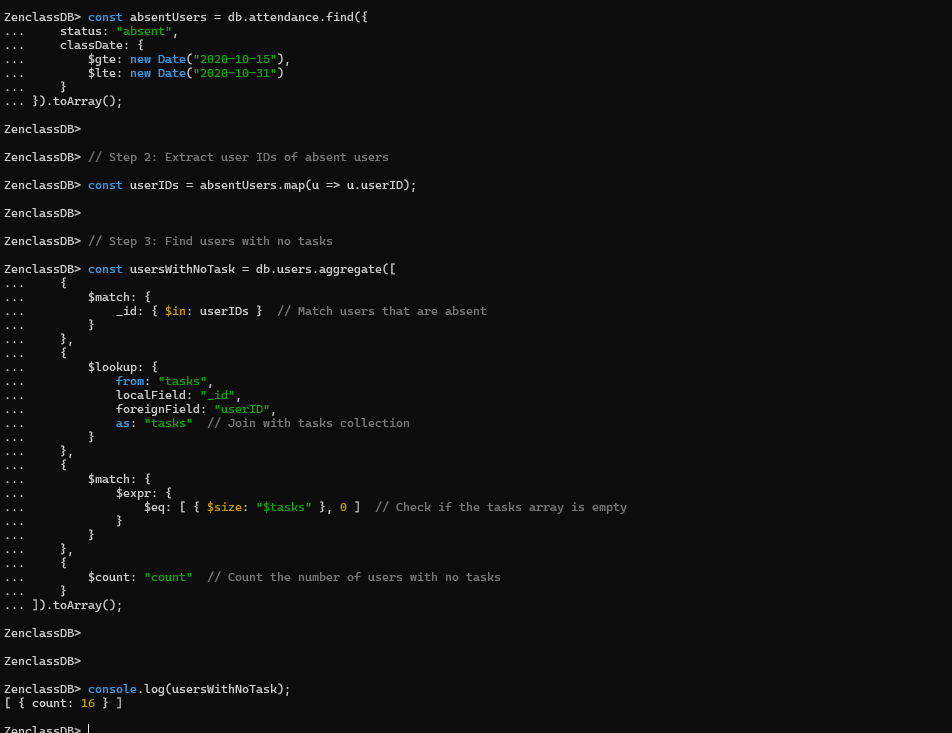 ZenclassDB> const absentUsers = db.attendance.find({
...     status: "absent",
...     classDate: {
...         $gte: new Date("2020-10-15"),
...         $lte: new Date("2020-10-31")
...     }
... }).toArray();
ZenclassDB>
ZenclassDB> // Step 2: Extract user IDs of absent users
ZenclassDB> const userIDs = absentUsers.map(u => u.userID);
ZenclassDB>
ZenclassDB> // Step 3: Find users with no tasks
ZenclassDB> const usersWithNoTask = db.users.aggregate([
...     {
...         $match: {
...             _id: { $in: userIDs }  // Match users that are absent
...         }
...     },
...     {
...         $lookup: {
...             from: "tasks",
...             localField: "_id",
...             foreignField: "userID",
...             as: "tasks"  // Join with tasks collection
...         }
...     },
...     {
...         $match: {
...             $expr: {
...                 $eq: [ { $size: "$tasks" }, 0 ]  // Check if the tasks array is empty
...             }
...         }
...     },
...     {
...         $count: "count"  // Count the number of users with no tasks
...     }
... ]).toArray();
ZenclassDB>
ZenclassDB>
ZenclassDB> console.log(usersWithNoTask);
[ { count: 16 } ]
ZenclassDB>